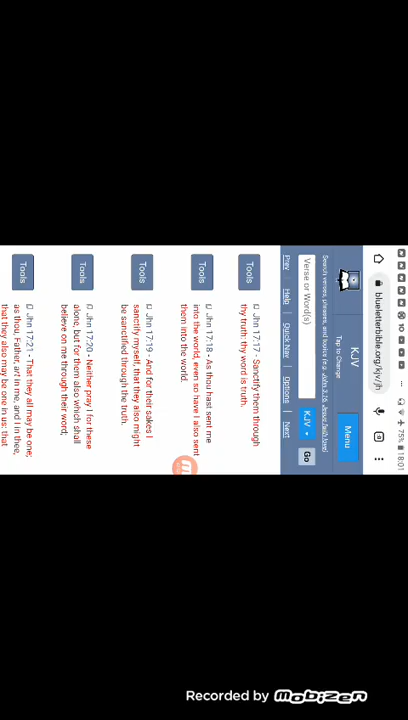 75% 18:01
blueletterbible.org/kjv/jh
KJV
Tap to Change
Menu
Search verses, phrases, and topics (e.g. John 3:16, Jesus faith love)
Verse or Word(s)
KJV
Go
Prev Help Quick Nav Options Next
Tools
Jhn 17:17 - Sanctify them through
thy truth: thy word is truth.
Tools
Jhn 17:18 - As thou hast sent me
into the world, even so have I also sent
them into the world.
Tools
Jhn 17:19 - And for their sakes I
sanctify myself, that they also might
be sanctified through the truth.
Tools
Jhn 17:20 - Neither pray I for these
alone, but for them also which shall
believe on me through their word;
Tools
Jhn 17:21 - That they all may be one;
as thou, Father, art in me, and I in thee,
that they also may be one in us: that
Recorded by mobizen